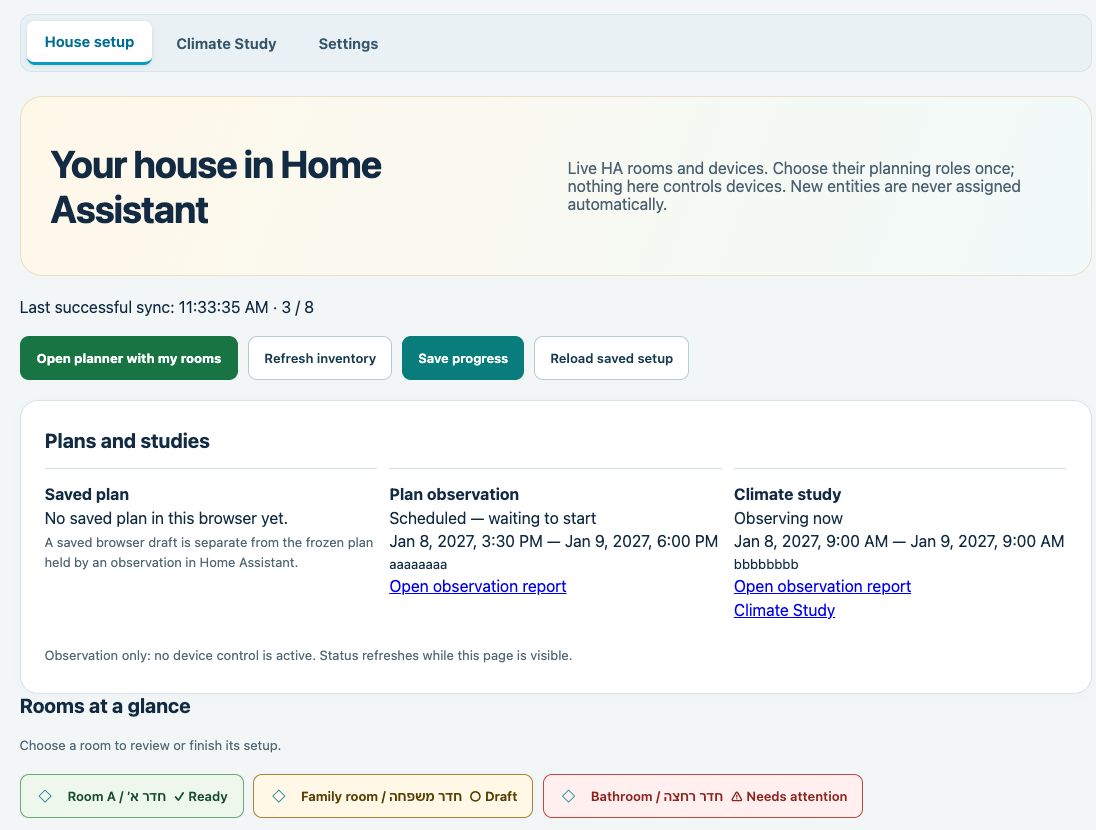 House setup
Climate Study
Settings
Your house in Home
Assistant
Live HA rooms and devices. Choose their planning roles once;
nothing here controls devices. New entities are never assigned
automatically.
Last successful sync: 11:33:35 AM · 3 / 8
Open planner with my rooms
Refresh inventory
Save progress
Reload saved setup
Plans and studies
Saved plan
No saved plan in this browser yet.
A saved browser draft is separate from the frozen plan
held by an observation in Home Assistant.
Plan observation
Scheduled — waiting to start
Jan 8, 2027, 3:30 PM — Jan 9, 2027, 6:00 PM
aaaaaaaa
Open observation report
Climate study
Observing now
Jan 8, 2027, 9:00 AM — Jan 9, 2027, 9:00 AM
bbbbbbbb
Open observation report
Climate Study
Observation only: no device control is active. Status refreshes while this page is visible.
Rooms at a glance
Choose a room to review or finish its setup.
◇ Room A / חדר א׳ ✓ Ready
◇ Family room / חדר משפחה ○ Draft
◇ Bathroom / חדר רחצה ⚠ Needs attention